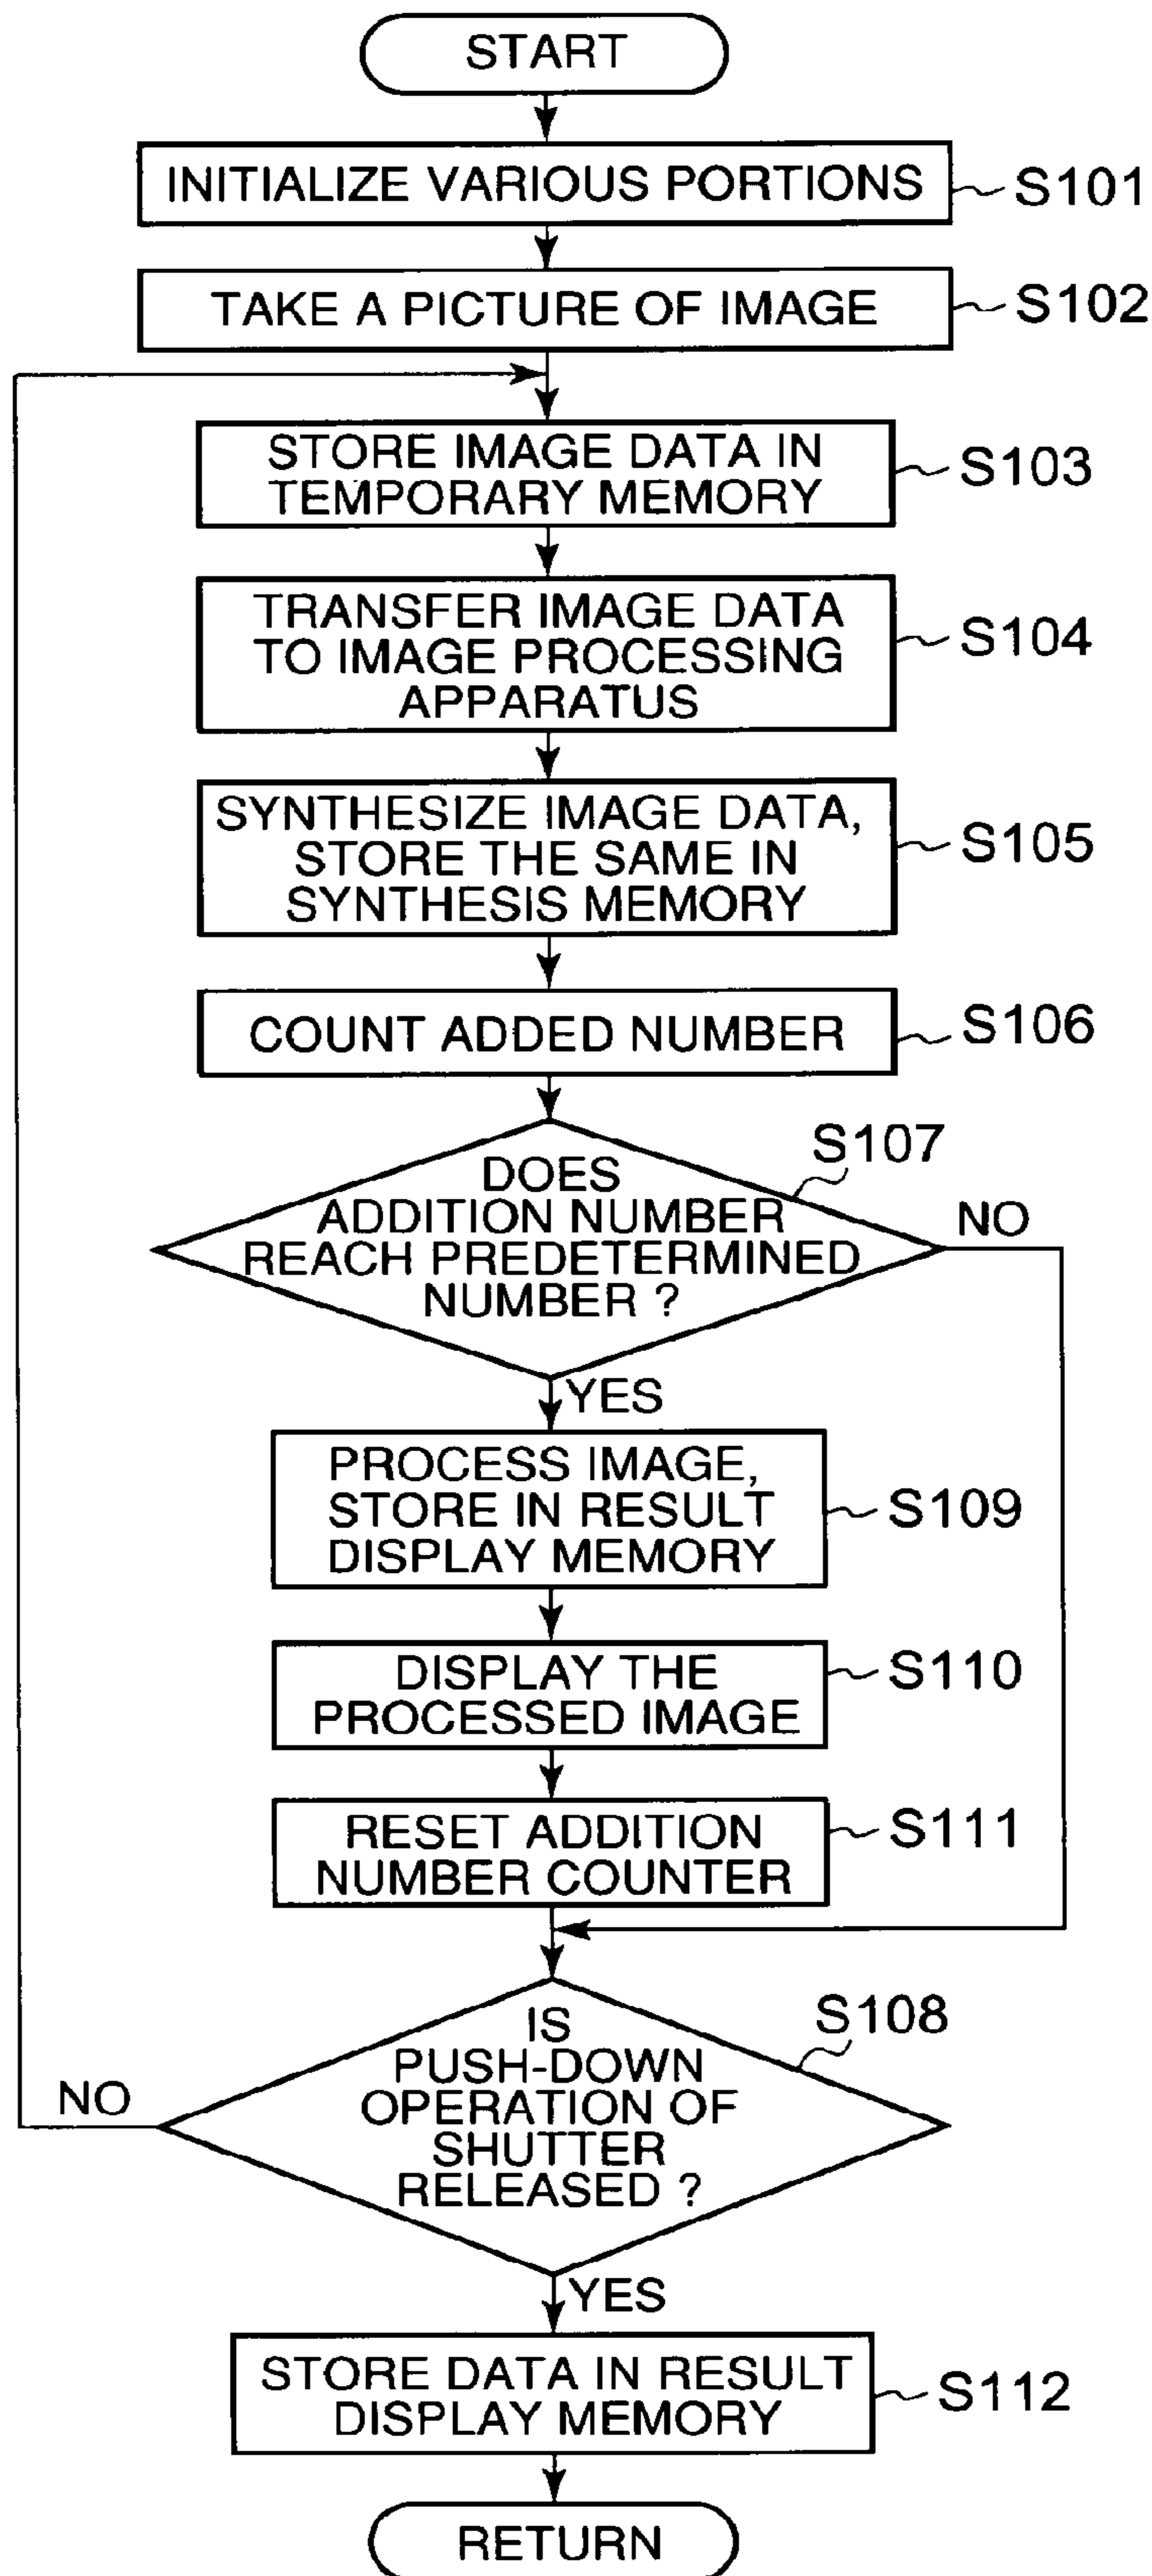 START
INITIALIZE VARIOUS PORTIONS
S101
TAKE A PICTURE OF IMAGE
S102
STORE IMAGE DATA IN
TEMPORARY MEMORY
S103
TRANSFER IMAGE DATA
TO IMAGE PROCESSING
APPARATUS
S104
SYNTHESIZE IMAGE DATA,
STORE THE SAME IN
SYNTHESIS MEMORY
S105
COUNT ADDED NUMBER
S106
DOES
ADDITION NUMBER
REACH PREDETERMINED
NUMBER ?
S107
NO
YES
PROCESS IMAGE,
STORE IN RESULT
DISPLAY MEMORY
S109
DISPLAY THE
PROCESSED IMAGE
S110
RESET ADDITION
NUMBER COUNTER
S111
IS
PUSH-DOWN
OPERATION OF
SHUTTER
RELEASED ?
S108
NO
YES
STORE DATA IN RESULT
DISPLAY MEMORY
S112
RETURN